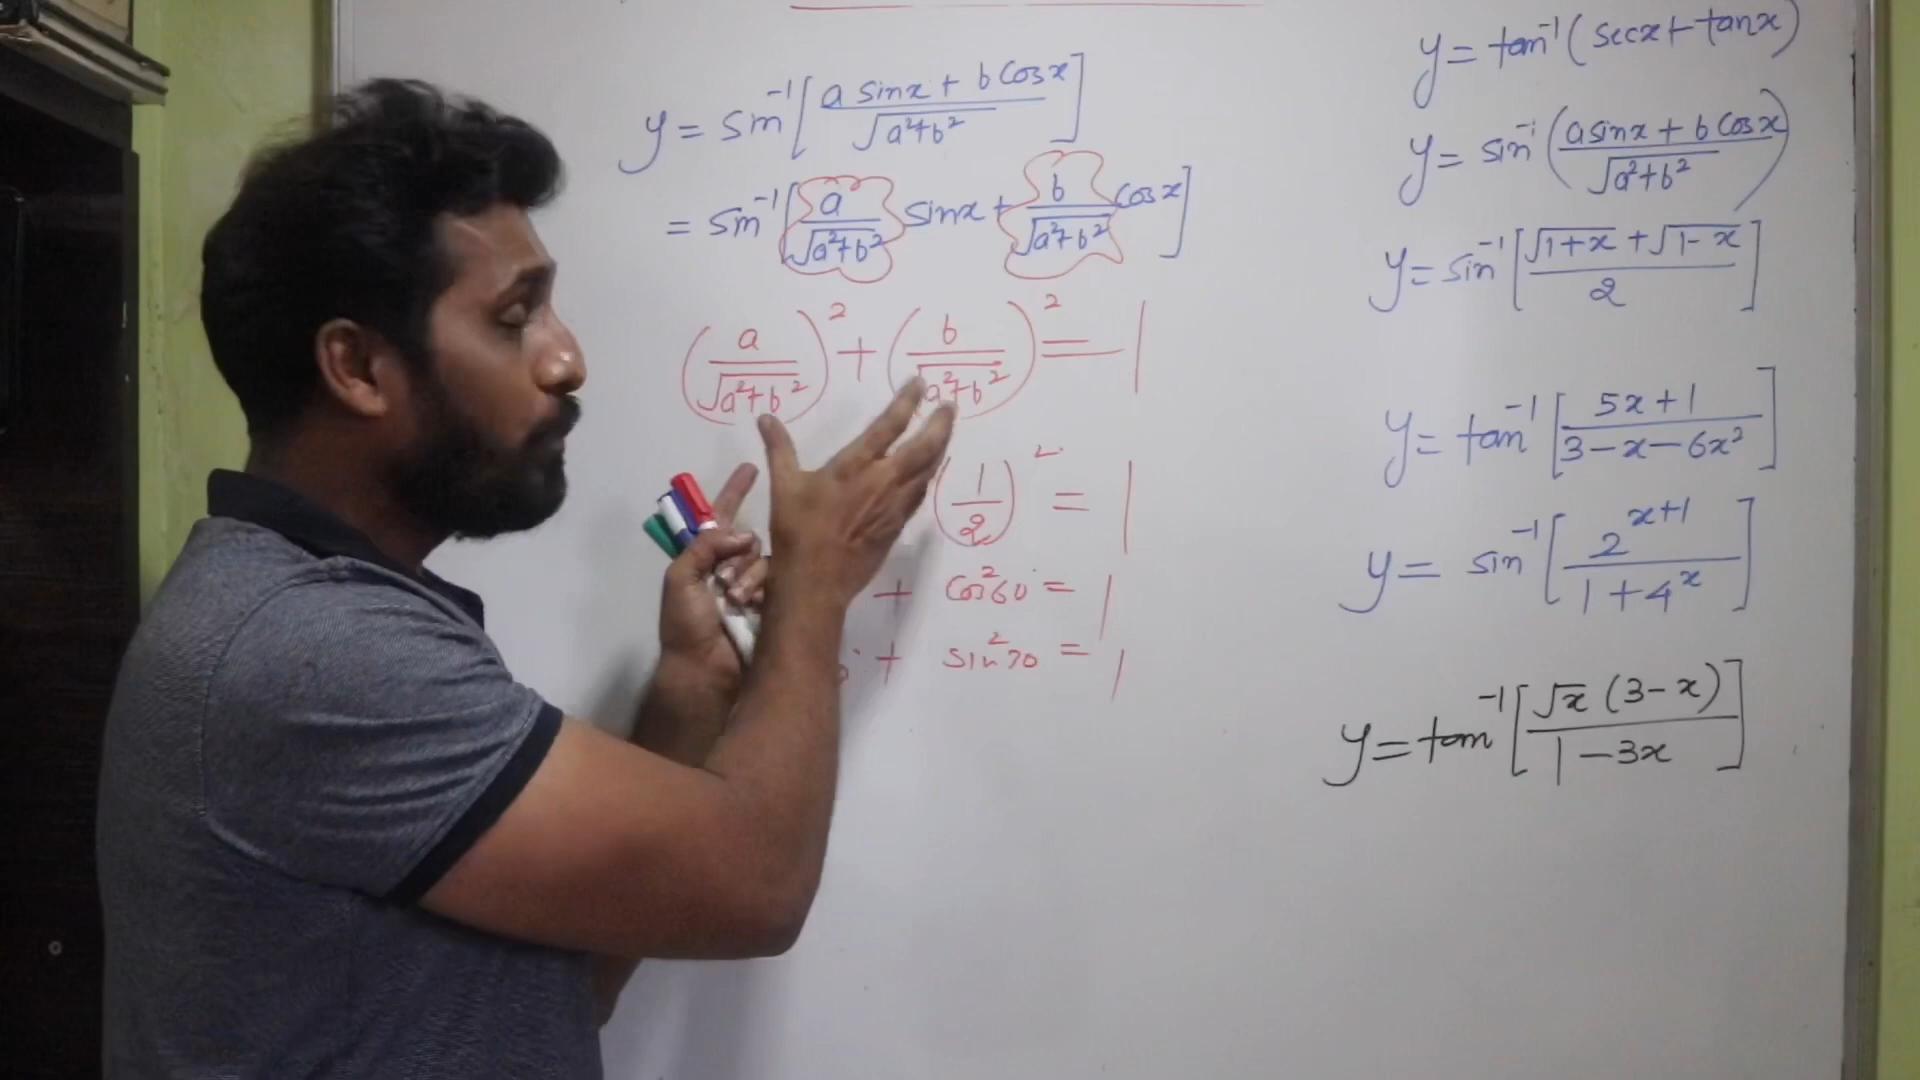 y = sin⁻¹[(a sinx + b cosx)/√(a²+b²)]
= sin⁻¹[a/√(a²+b²) sinx + b/√(a²+b²) cosx]
(a/√(a²+b²))² + (b/√(a²+b²))² = 1
(1/2)² = 1
+ cos²60° = 1
+ sin²70 = 1
y = tan⁻¹(secx + tanx)
y = sin⁻¹((a sinx + b cosx)/√(a²+b²))
y = sin⁻¹[(√(1+x) + √(1-x))/2]
y = tan⁻¹[(5x+1)/(3-x-6x²)]
y = sin⁻¹[2^(x+1)/(1+4^x)]
y = tan⁻¹[√x(3-x)/(1-3x)]